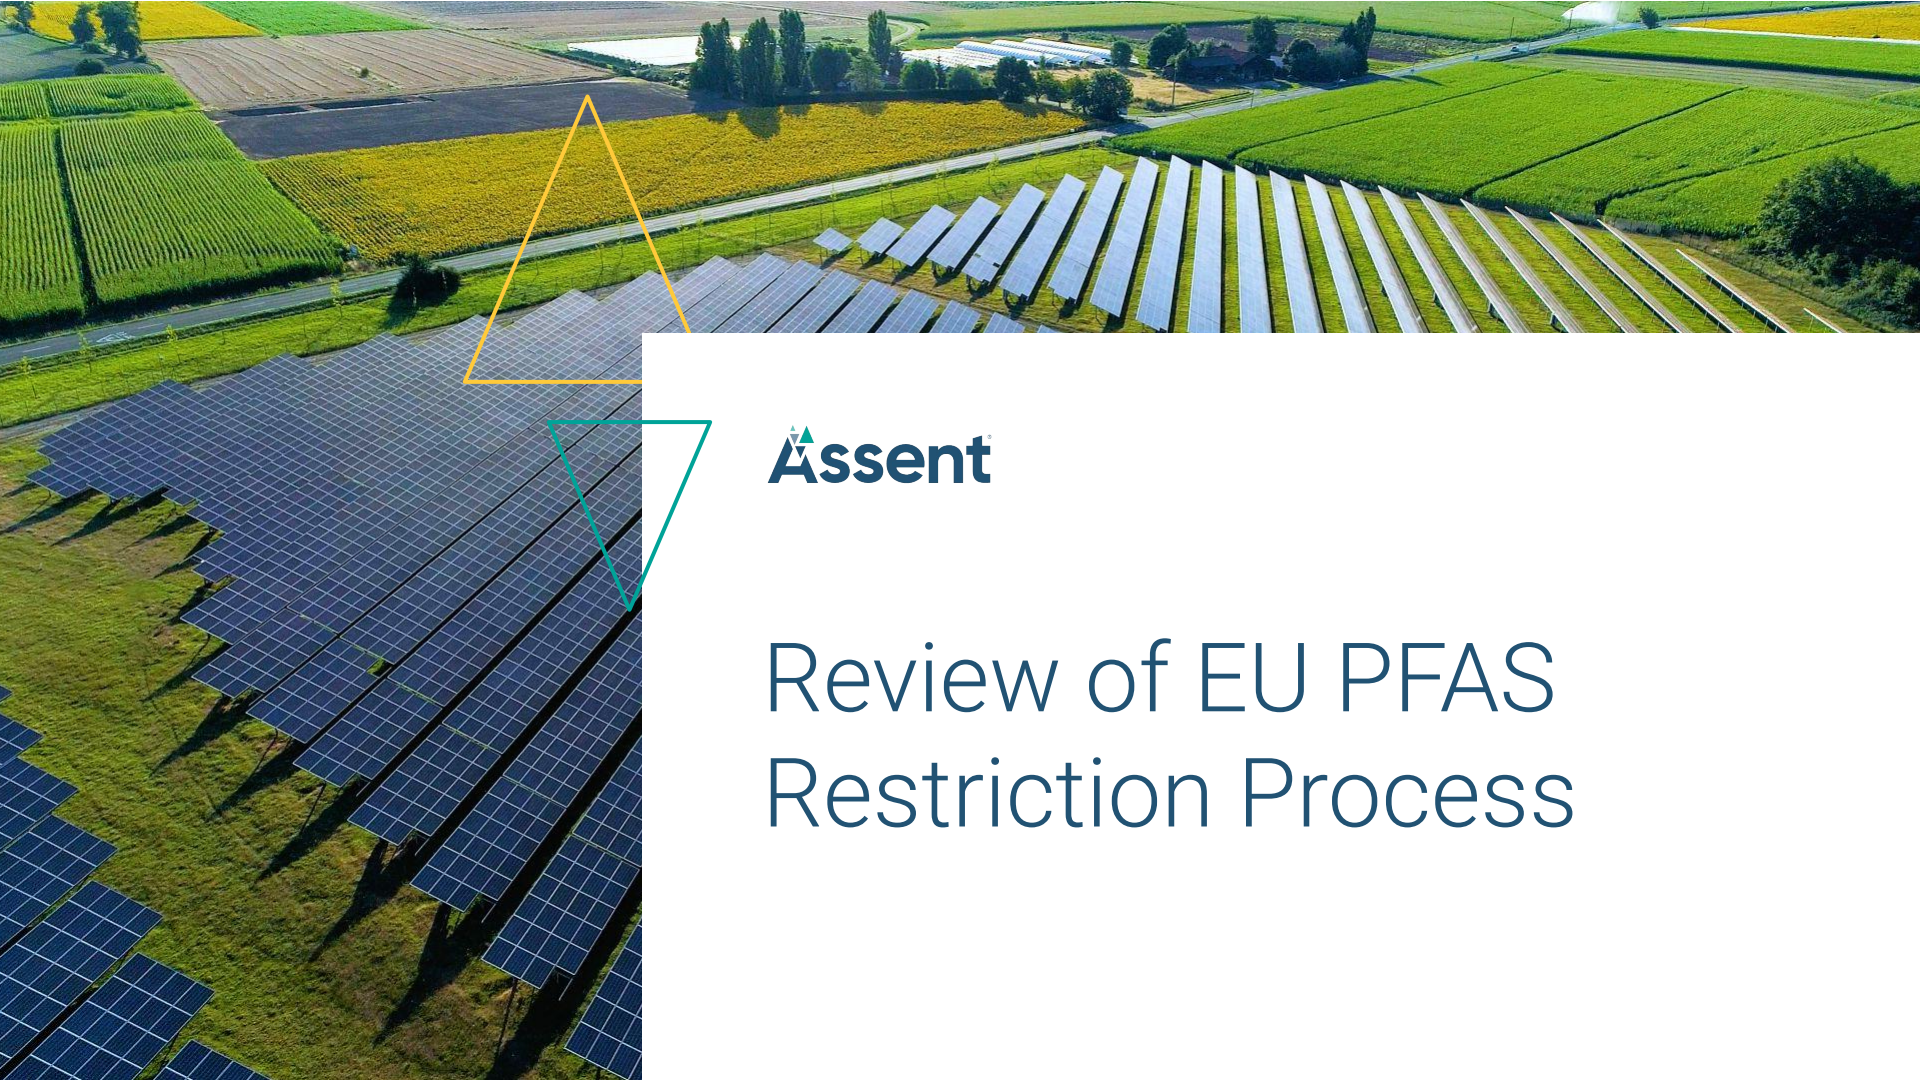 Assent
Review of EU PFAS
Restriction Process